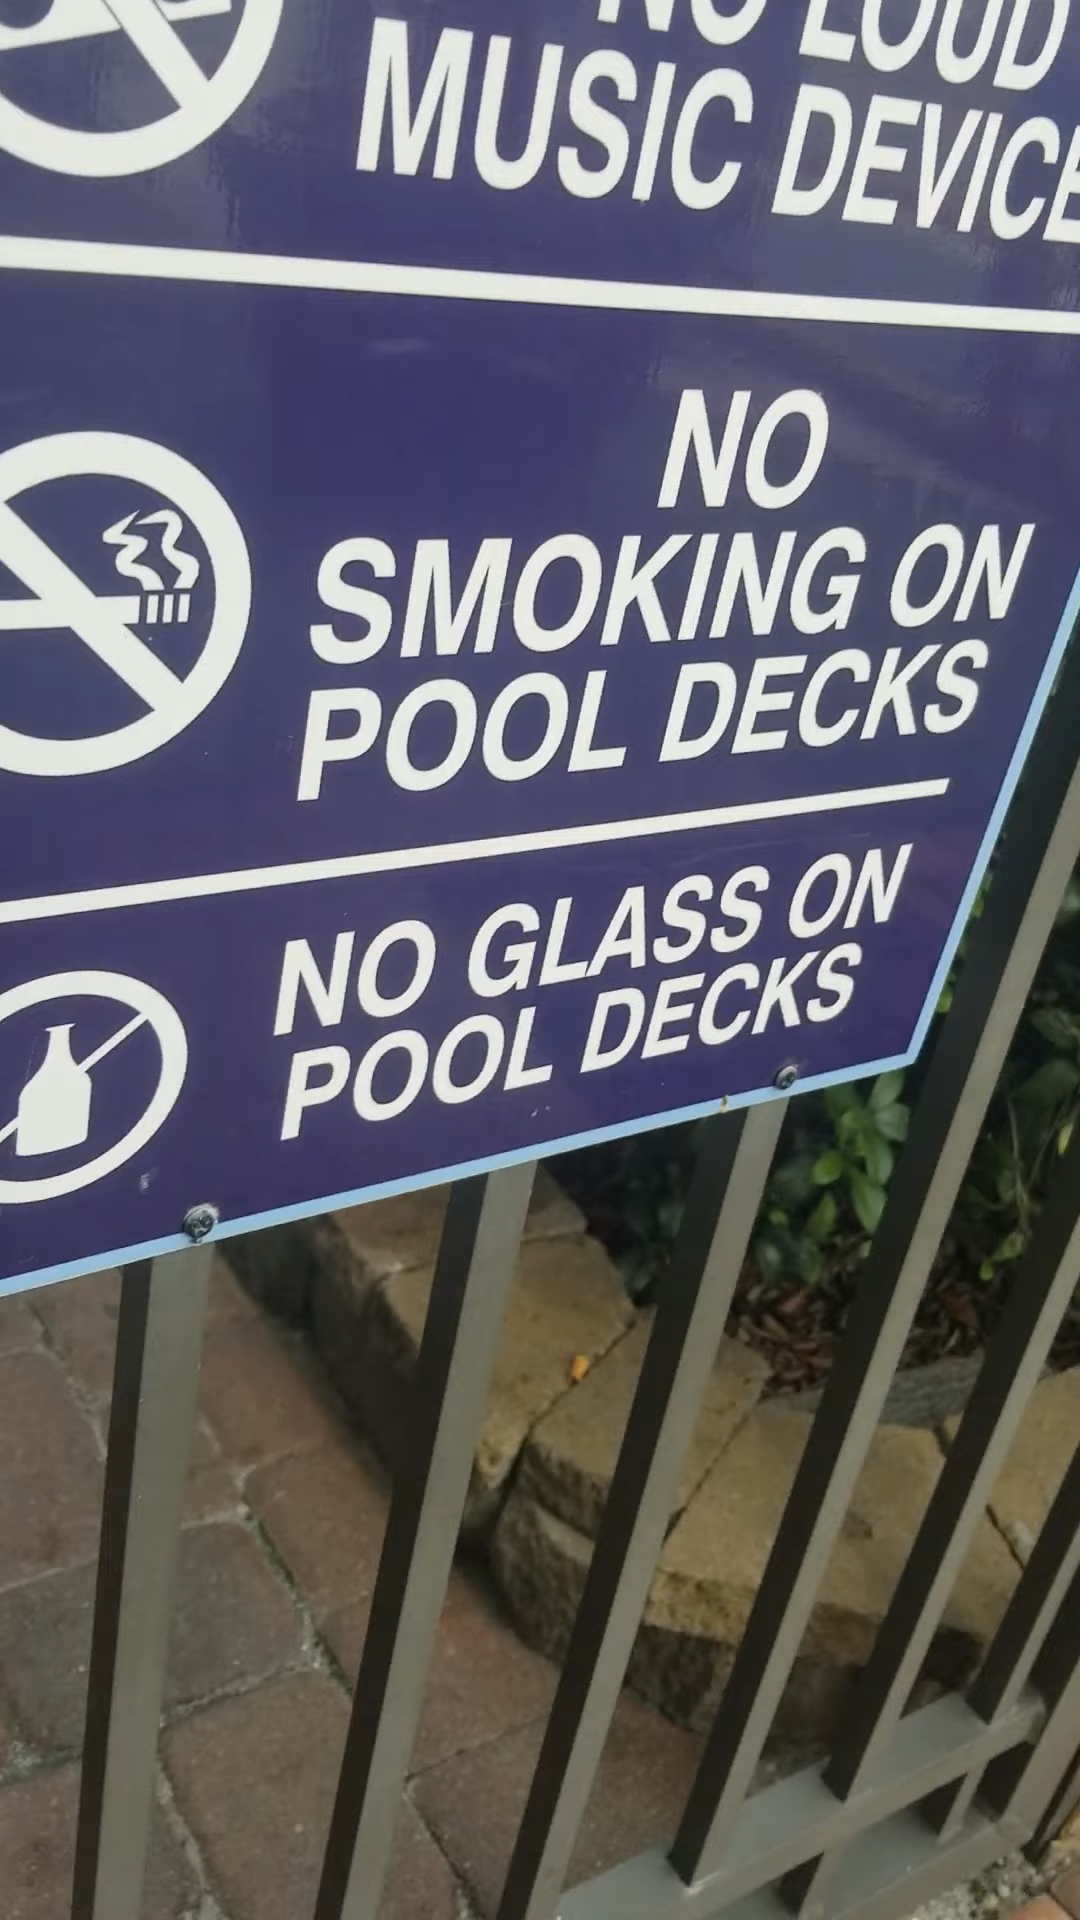 NO LOUD
MUSIC DEVICE
NO
SMOKING ON
POOL DECKS
NO GLASS ON
POOL DECKS